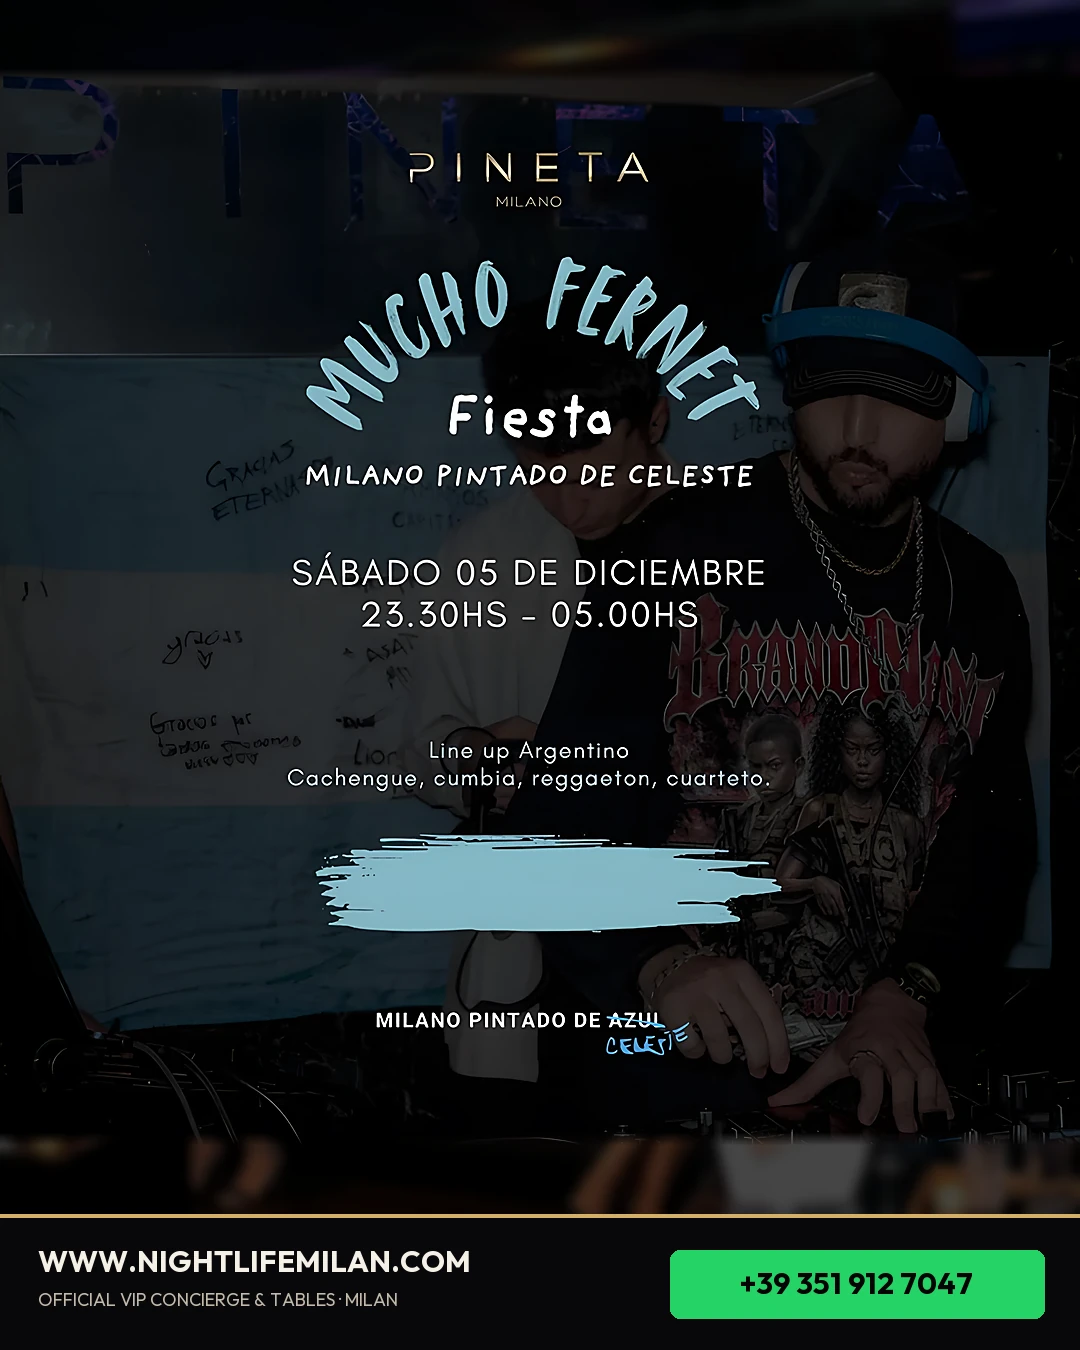 PINETA
PINETA
MILANO
MUCHO FERNET
Fiesta
MILANO PINTADO DE CELESTE
GRACIAS
SÁBADO 05 DE DICIEMBRE
23.30HS - 05.00HS
Line up Argentino
Cachengue, cumbia, reggaeton, cuarteto.
MILANO PINTADO DE AZUL
CELESTE
WWW.NIGHTLIFEMILAN.COM
OFFICIAL VIP CONCIERGE & TABLES · MILAN
+39 351 912 7047